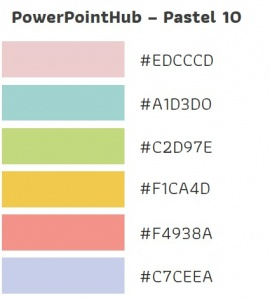 PowerPointHub – Pastel 10
#EDCCCD
#A1D3D0
#C2D97E
#F1CA4D
#F4938A
#C7CEEA